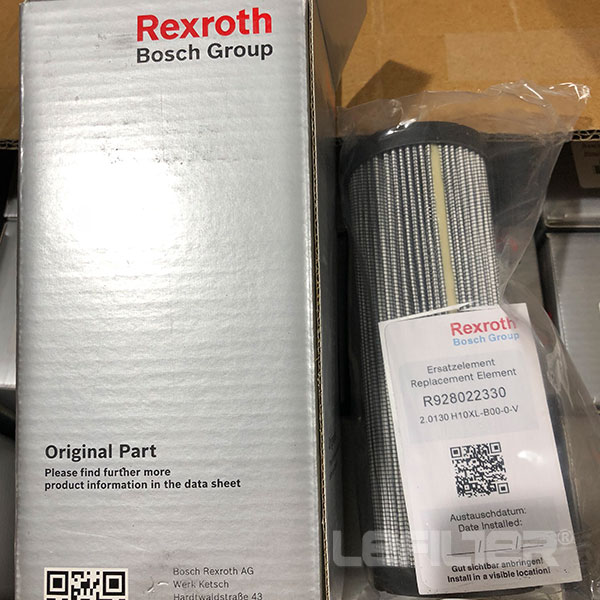 Rexroth
Bosch Group
Original Part
Please find further more
product information in the data sheet
Bosch Rexroth AG
Werk Ketsch
Hardtwaldstraße 43
Rexroth
Bosch Group
Ersatzelement
Replacement Element
R928022330
2.0130 H10XL-B00-0-V
Austauschdatum:
Date Installed:
LEFILTER®
Gut sichtbar anbringen!
Install in a visible location!